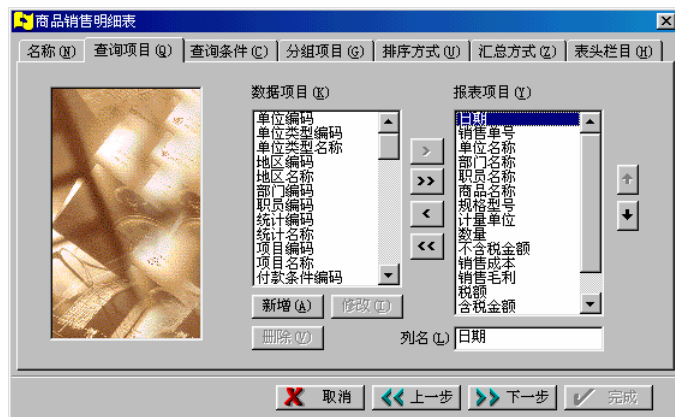 商品销售明细表
名称(N) 查询项目(Q) 查询条件(C) 分组项目(G) 排序方式(U) 汇总方式(Z) 表头栏目(H)
数据项目(K)
单位编码
单位类型编码
单位类型名称
地区编码
地区名称
部门编码
职员编码
统计编码
统计名称
项目编码
项目名称
付款条件编码
新增(A) 修改(I)
删除(V)
>
>>
<
<<
报表项目(Y)
日期
销售单号
单位名称
部门名称
职员名称
商品名称
规格型号
计量单位
数量
不含税金额
销售成本
销售毛利
税额
含税金额
列名(L) 日期
取消 上一步 下一步 完成